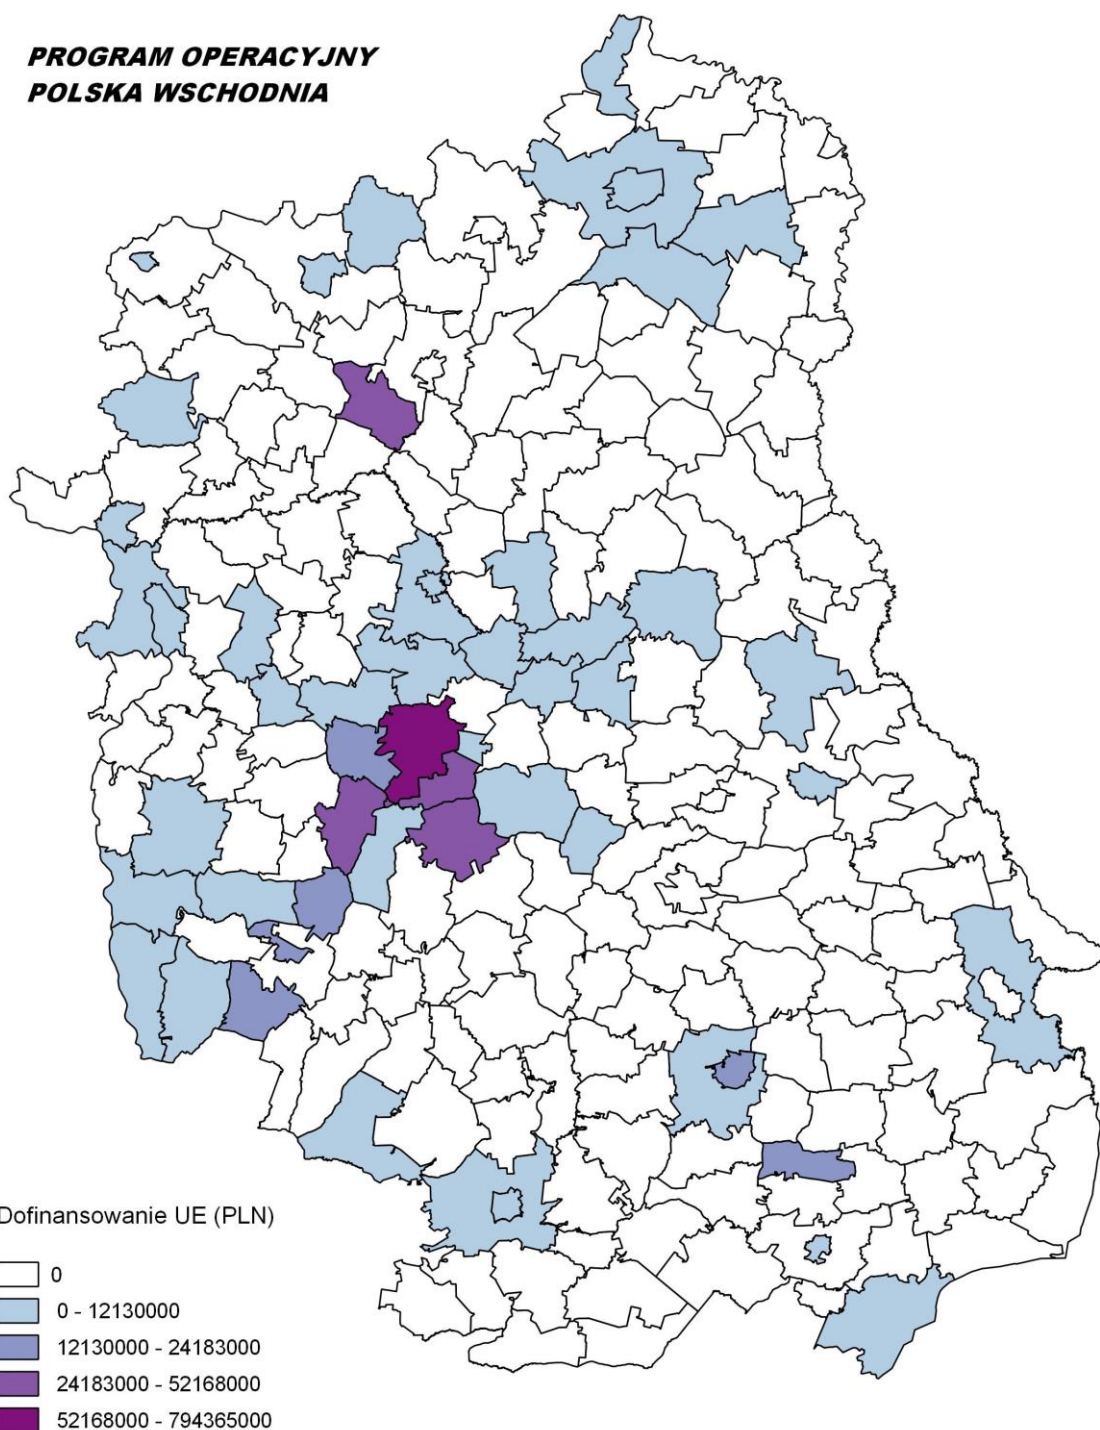 PROGRAM OPERACYJNY
POLSKA WSCHODNIA
Dofinansowanie UE (PLN)
0
0 - 12130000
12130000 - 24183000
24183000 - 52168000
52168000 - 794365000